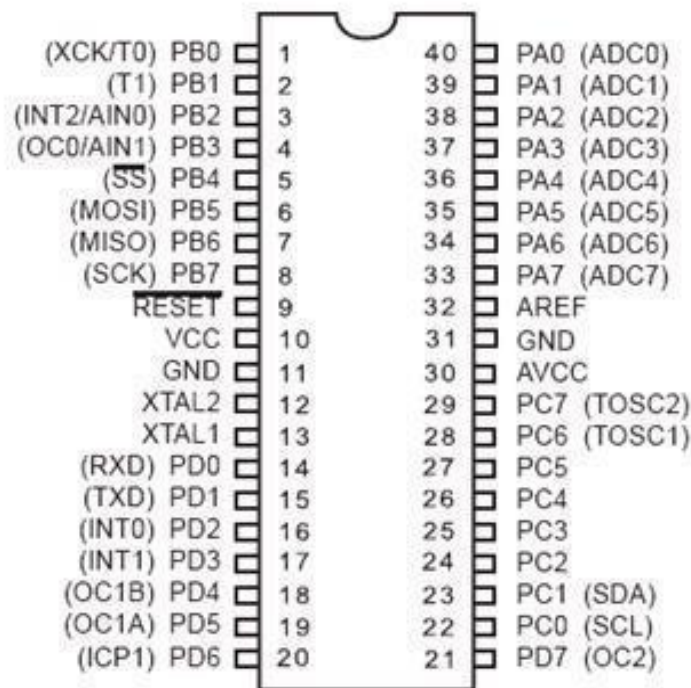 (XCK/T0) PB0 1 40 PA0 (ADC0)
(T1) PB1 2 39 PA1 (ADC1)
(INT2/AIN0) PB2 3 38 PA2 (ADC2)
(OC0/AIN1) PB3 4 37 PA3 (ADC3)
(SS) PB4 5 36 PA4 (ADC4)
(MOSI) PB5 6 35 PA5 (ADC5)
(MISO) PB6 7 34 PA6 (ADC6)
(SCK) PB7 8 33 PA7 (ADC7)
RESET 9 32 AREF
VCC 10 31 GND
GND 11 30 AVCC
XTAL2 12 29 PC7 (TOSC2)
XTAL1 13 28 PC6 (TOSC1)
(RXD) PD0 14 27 PC5
(TXD) PD1 15 26 PC4
(INT0) PD2 16 25 PC3
(INT1) PD3 17 24 PC2
(OC1B) PD4 18 23 PC1 (SDA)
(OC1A) PD5 19 22 PC0 (SCL)
(ICP1) PD6 20 21 PD7 (OC2)